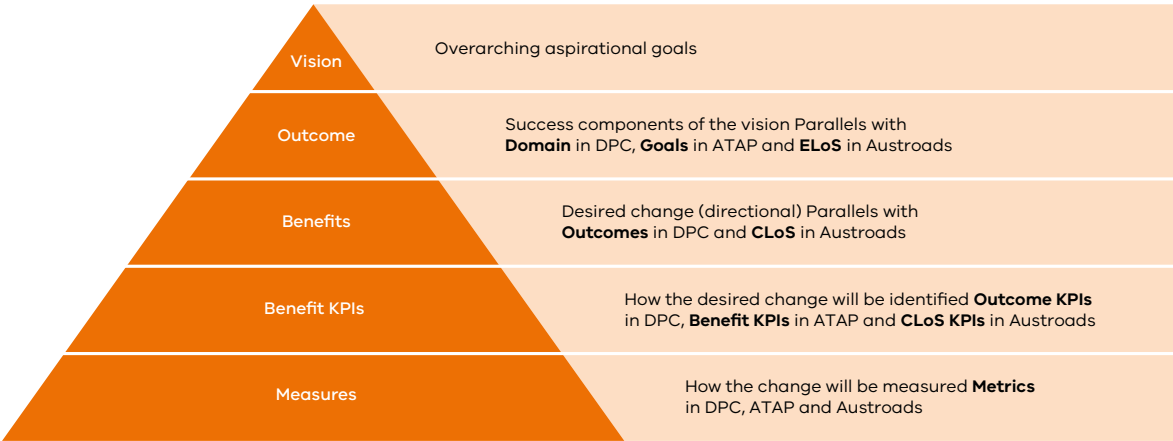 Vision
Overarching aspirational goals
Outcome
Success components of the vision Parallels with
Domain in DPC, Goals in ATAP and ELoS in Austroads
Benefits
Desired change (directional) Parallels with
Outcomes in DPC and CLoS in Austroads
Benefit KPIs
How the desired change will be identified Outcome KPIs
in DPC, Benefit KPIs in ATAP and CLoS KPIs in Austroads
Measures
How the change will be measured Metrics
in DPC, ATAP and Austroads